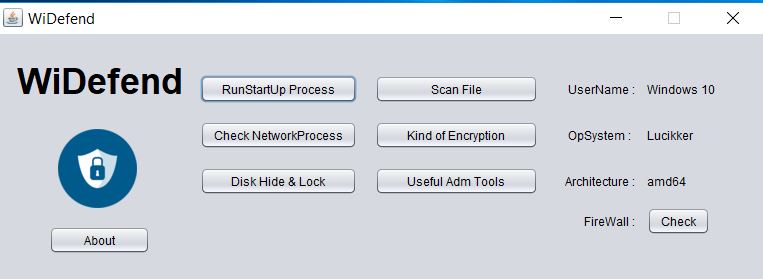 WiDefend
WiDefend
RunStartUp Process
Scan File
UserName : Windows 10
Check NetworkProcess
Kind of Encryption
OpSystem : Lucikker
Disk Hide & Lock
Useful Adm Tools
Architecture : amd64
FireWall : Check
About